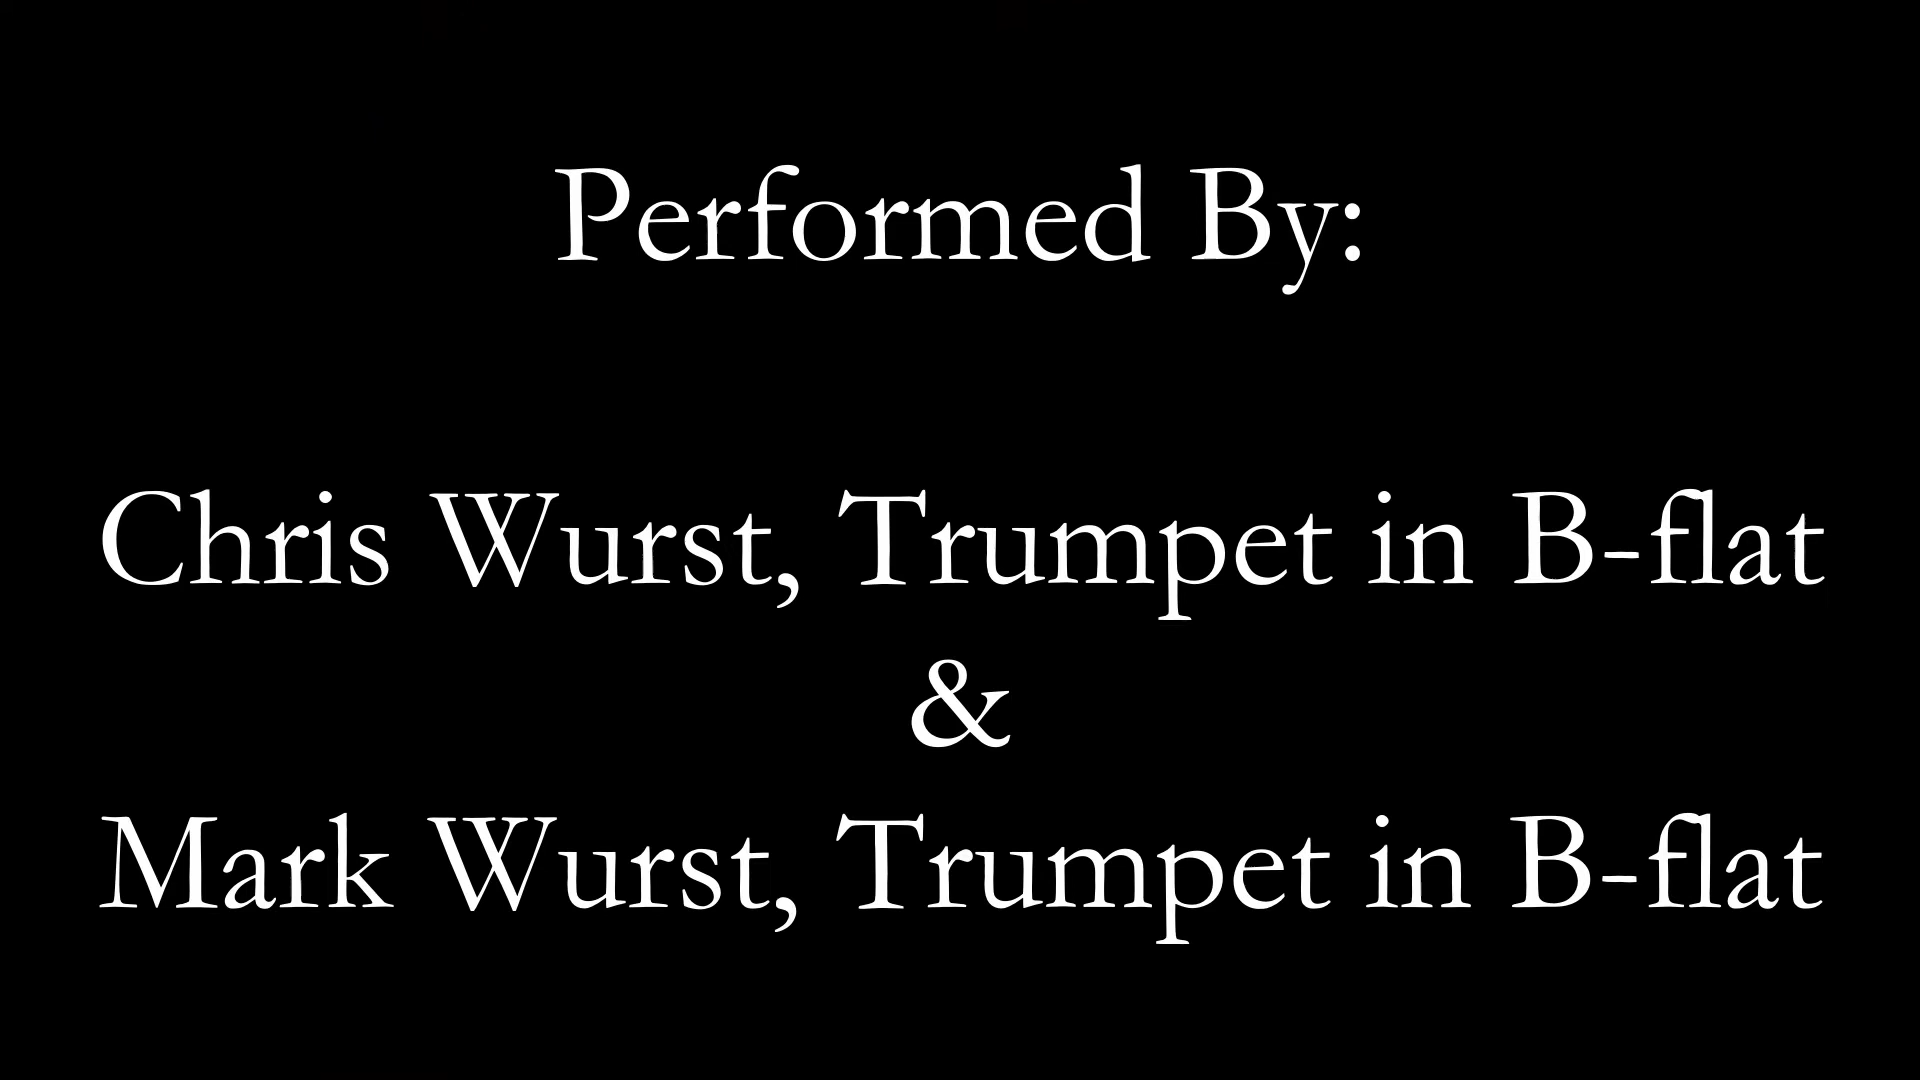 Performed By:
Chris Wurst, Trumpet in B-flat
&
Mark Wurst, Trumpet in B-flat